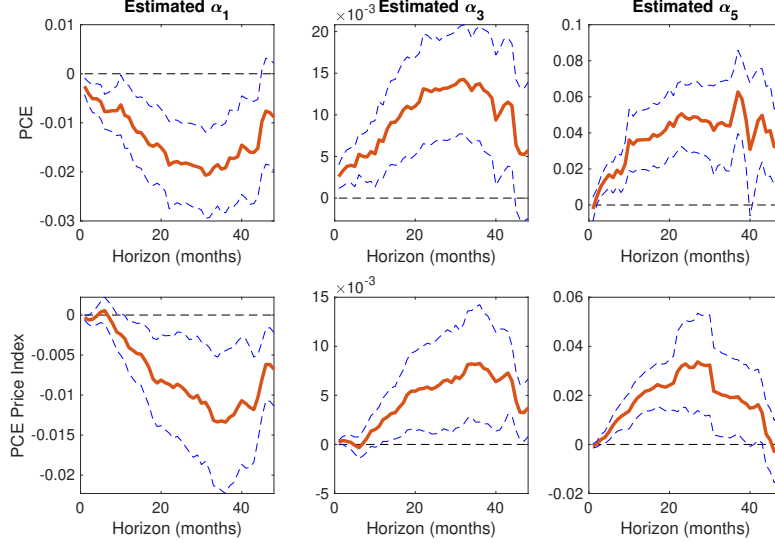 Estimated α1
Estimated α3
Estimated α5
×10-3
0.01
0
-0.01
-0.02
-0.03
PCE
0 20 40
Horizon (months)
20
15
10
5
0
0 20 40
Horizon (months)
0.1
0.08
0.06
0.04
0.02
0
0 20 40
Horizon (months)
0
-0.005
-0.01
-0.015
-0.02
PCE Price Index
0 20 40
Horizon (months)
×10-3
15
10
5
0
-5
0 20 40
Horizon (months)
0.06
0.04
0.02
0
-0.02
0 20 40
Horizon (months)